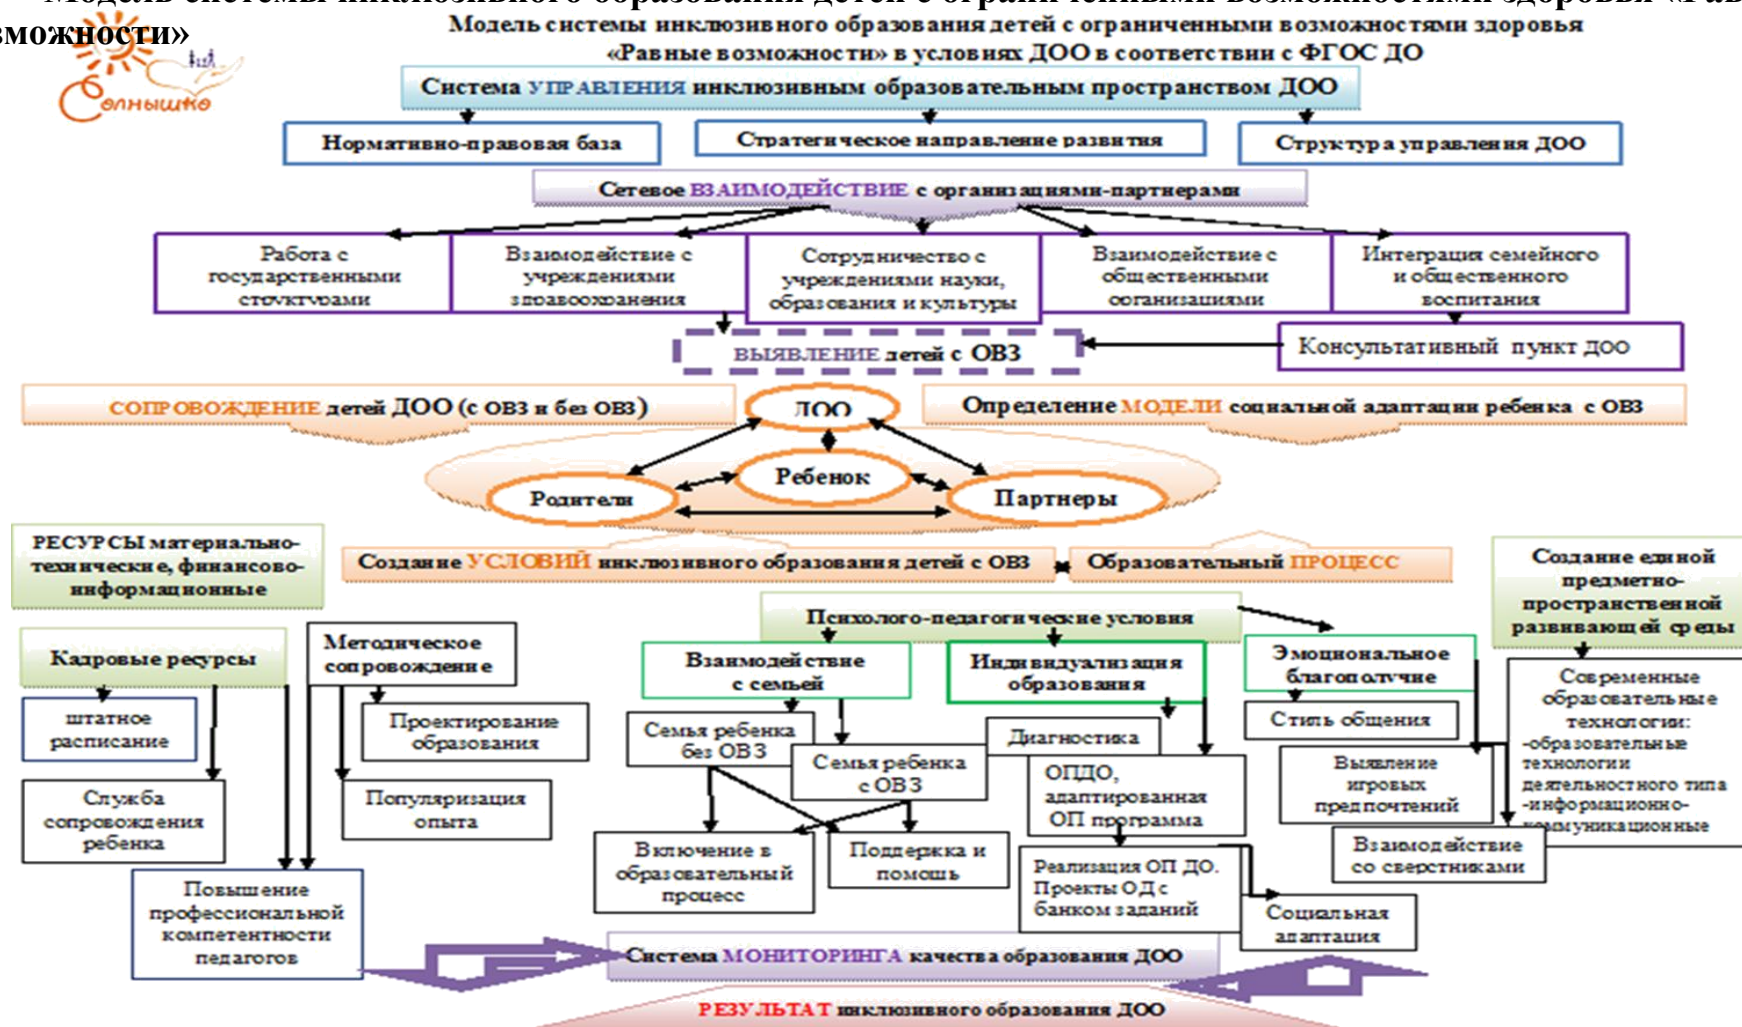 Модель системы инклюзивного образования детей с ограниченными возможностями здоровья
зможности»
Солнышко
Модель системы инклюзивного образования детей с ограниченными возможностями здоровья
«Равные возможности» в условиях ДОО в соответствии с ФГОС ДО
Система УПРАВЛЕНИЯ инклюзивным образовательным пространством ДОО
Нормативно-правовая база
Стратегическое направление развития
Структура управления ДОО
Сетевое ВЗАИМОДЕЙСТВИЕ с организациями-партнерами
Работа с
государственными
структурами
Взаимодействие с
учреждениями
здравоохранения
Сотрудничество с
учреждениями науки,
образования и культуры
Взаимодействие с
общественными
организациями
Интеграция семейного
и общественного
воспитания
ВЫЯВЛЕНИЕ детей с ОВЗ
Консультативный пункт ДОО
СОПРОВОЖДЕНИЕ детей ДОО (с ОВЗ и без ОВЗ)
ДОО
Определение МОДЕЛИ социальной адаптации ребенка с ОВЗ
Ребенок
Родители
Партнеры
РЕСУРСЫ материально-
технические, финансово-
информационные
Создание УСЛОВИЙ инклюзивного образования детей с ОВЗ
Образовательный ПРОЦЕСС
Создание единой
предметно-
пространственной
развивающей среды
Психолого-педагогические условия
Кадровые ресурсы
Методическое
сопровождение
Взаимодействие
с семьей
Индивидуализация
образования
Эмоциональное
благополучие
Современные
образовательные
технологии:
-образовательные
технологии
деятельностного типа
-информационно-
коммуникационные
штатное
расписание
Проектирование
образования
Семья ребенка
без ОВЗ
Семья ребенка
с ОВЗ
Диагностика
Стиль общения
ОПДО,
адаптированная
ОП программа
Выявление
игровых
предпочтений
Служба
сопровождения
ребенка
Популяризация
опыта
Включение в
образовательный
процесс
Поддержка и
помощь
Реализация ОП ДО.
Проекты ОД с
банком заданий
Взаимодействие
со сверстниками
Социальная
адаптация
Повышение
профессиональной
компетентности
педагогов
Система МОНИТОРИНГА качества образования ДОО
РЕЗУЛЬТАТ инклюзивного образования ДОО